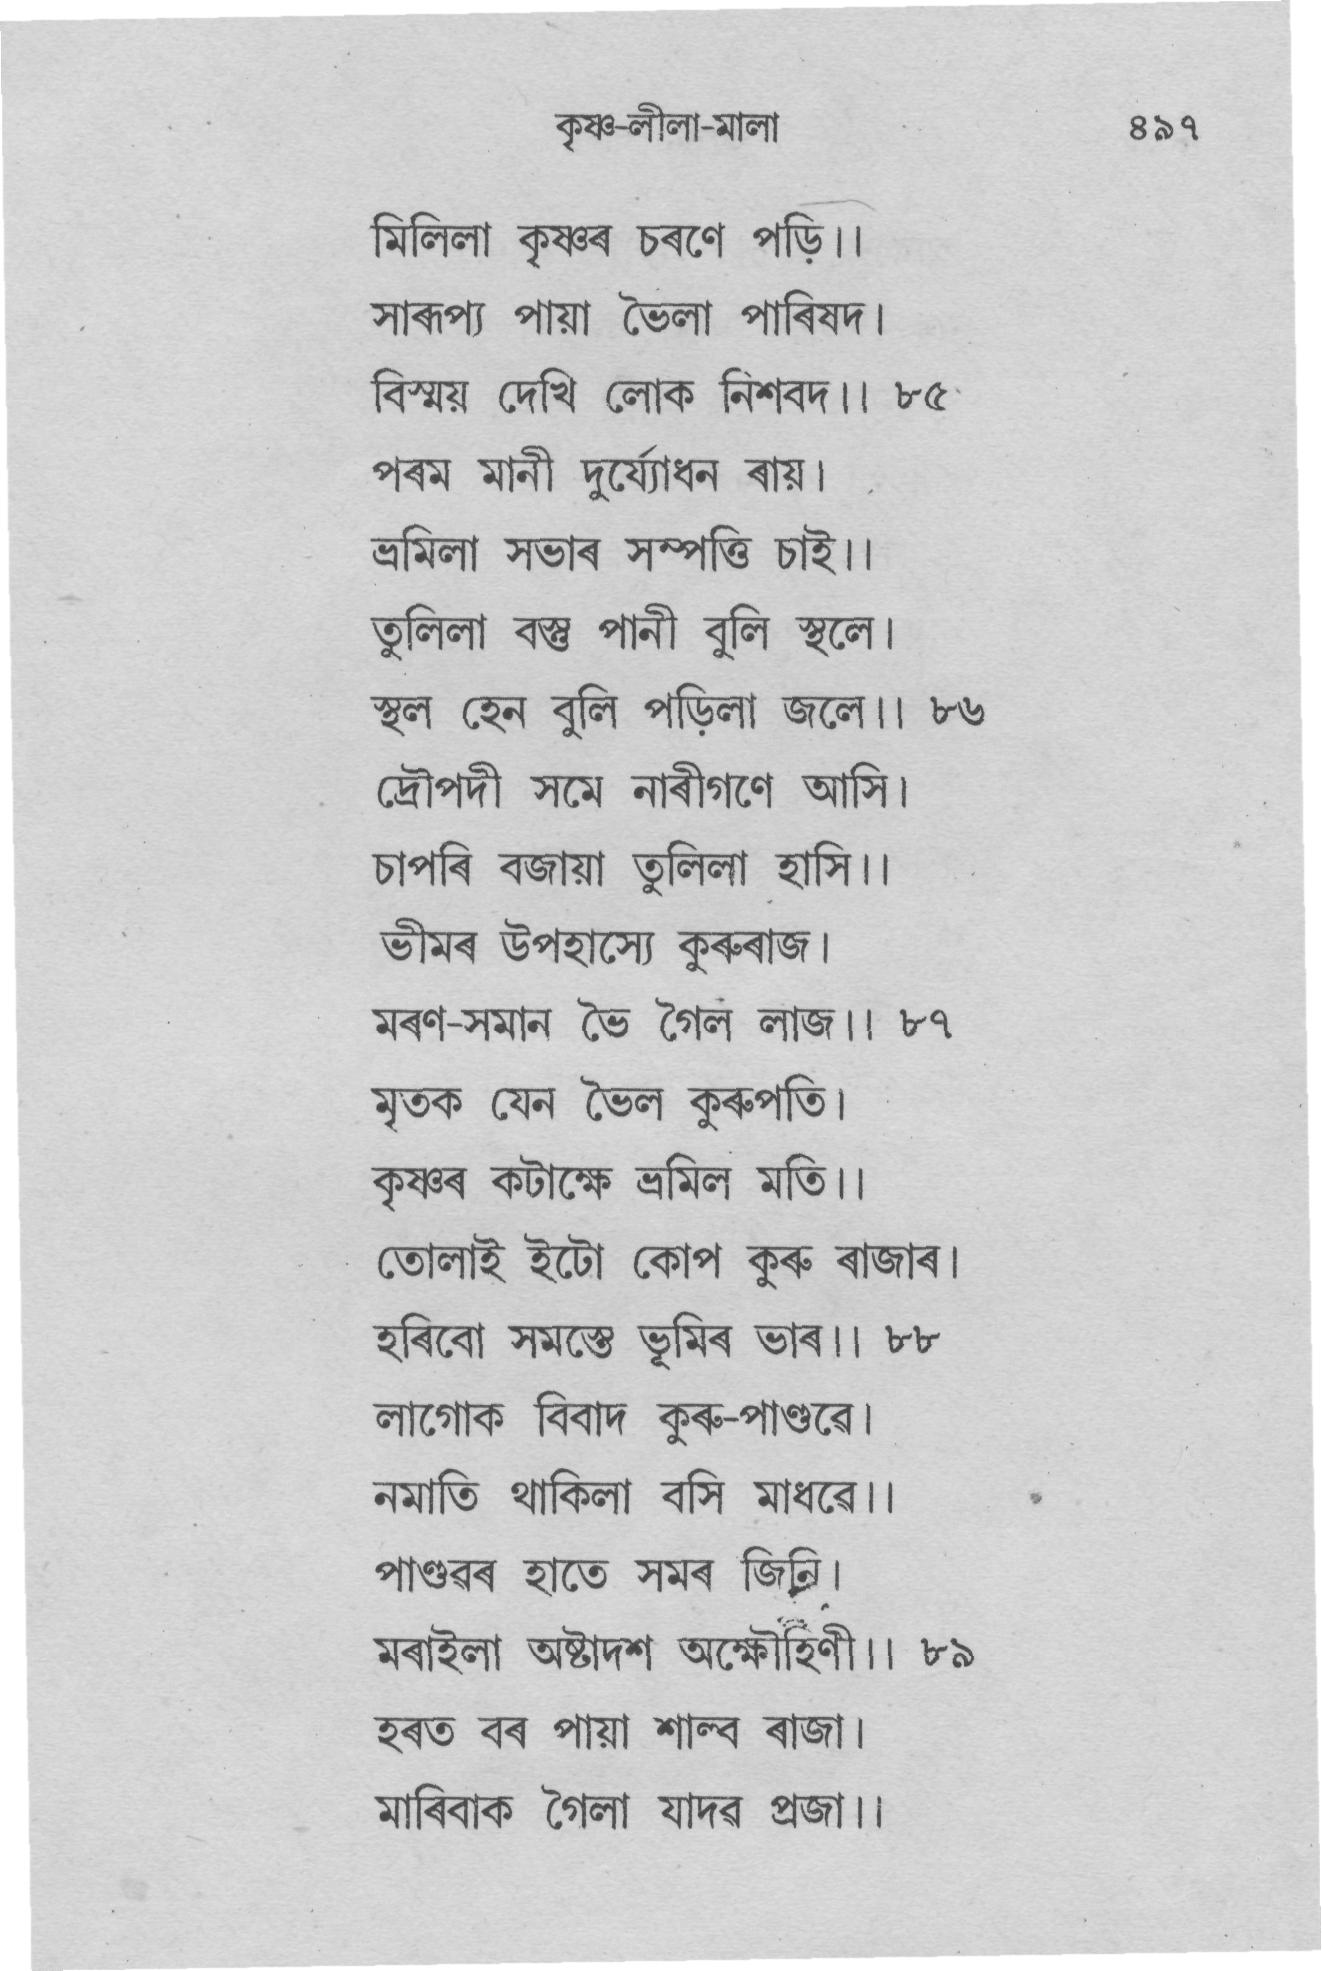 কৃষ্ণ-লীলা-মালা ৪৯৭
মিলিলা কৃষ্ণৰ চৰণে পড়ি।।
সাৰূপ্য পায়া ভৈলা পাৰিষদ।
বিস্ময় দেখি লোক নিশবদ।। ৮৫
পৰম মানী দুৰ্য্যোধন ৰায়।
ভ্ৰমিলা সভাৰ সম্পত্তি চাই।।
তুলিলা বস্তু পানী বুলি স্থলে।
স্থল হেন বুলি পড়িলা জলে।। ৮৬
দ্ৰৌপদী সমে নাৰীগণে আসি।
চাপৰি বজায়া তুলিলা হাসি।।
ভীমৰ উপহাস্যে কুৰুৰাজ।
মৰণ-সমান ভৈ গৈল লাজ।। ৮৭
মৃতক যেন ভৈল কুৰুপতি।
কৃষ্ণৰ কটাক্ষে ভ্ৰমিল মতি।।
তোলাই ইটো কোপ কুৰু ৰাজাৰ।
হৰিবো সমস্তে ভূমিৰ ভাৰ।। ৮৮
লাগোক বিবাদ কুৰু-পাণ্ডৱে।
নমাতি থাকিলা বসি মাধৱে।।
পাণ্ডৱৰ হাতে সমৰ জিনি।
মৰাইলা অষ্টাদশ অক্ষৌহিণী।। ৮৯
হৰত বৰ পায়া শাল্ব ৰাজা।
মাৰিবাক গৈলা যাদৱ প্ৰজা।।